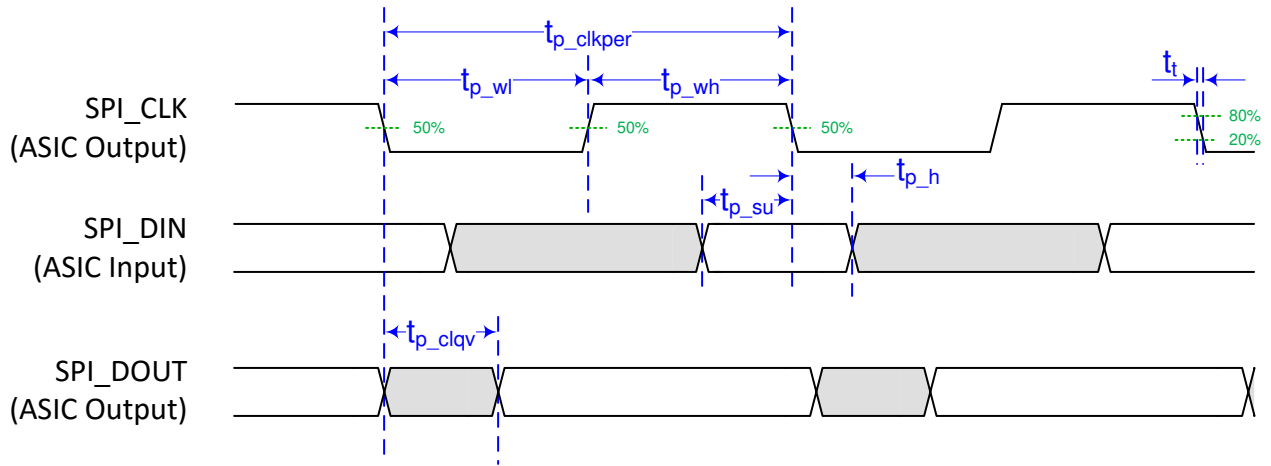 t_p_clkper
t_p_wl t_p_wh t_t
SPI_CLK
(ASIC Output)
50% 50% 50% 80%
20%
t_p_su t_p_h
SPI_DIN
(ASIC Input)
t_p_clqv
SPI_DOUT
(ASIC Output)